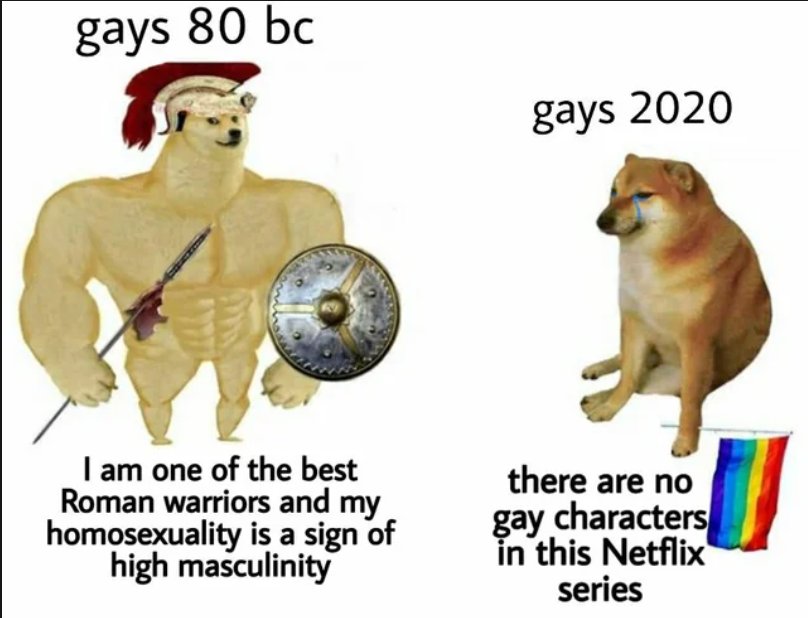 gays 80 bc
I am one of the best
Roman warriors and my
homosexuality is a sign of
high masculinity
gays 2020
there are no
gay characters
in this Netflix
series